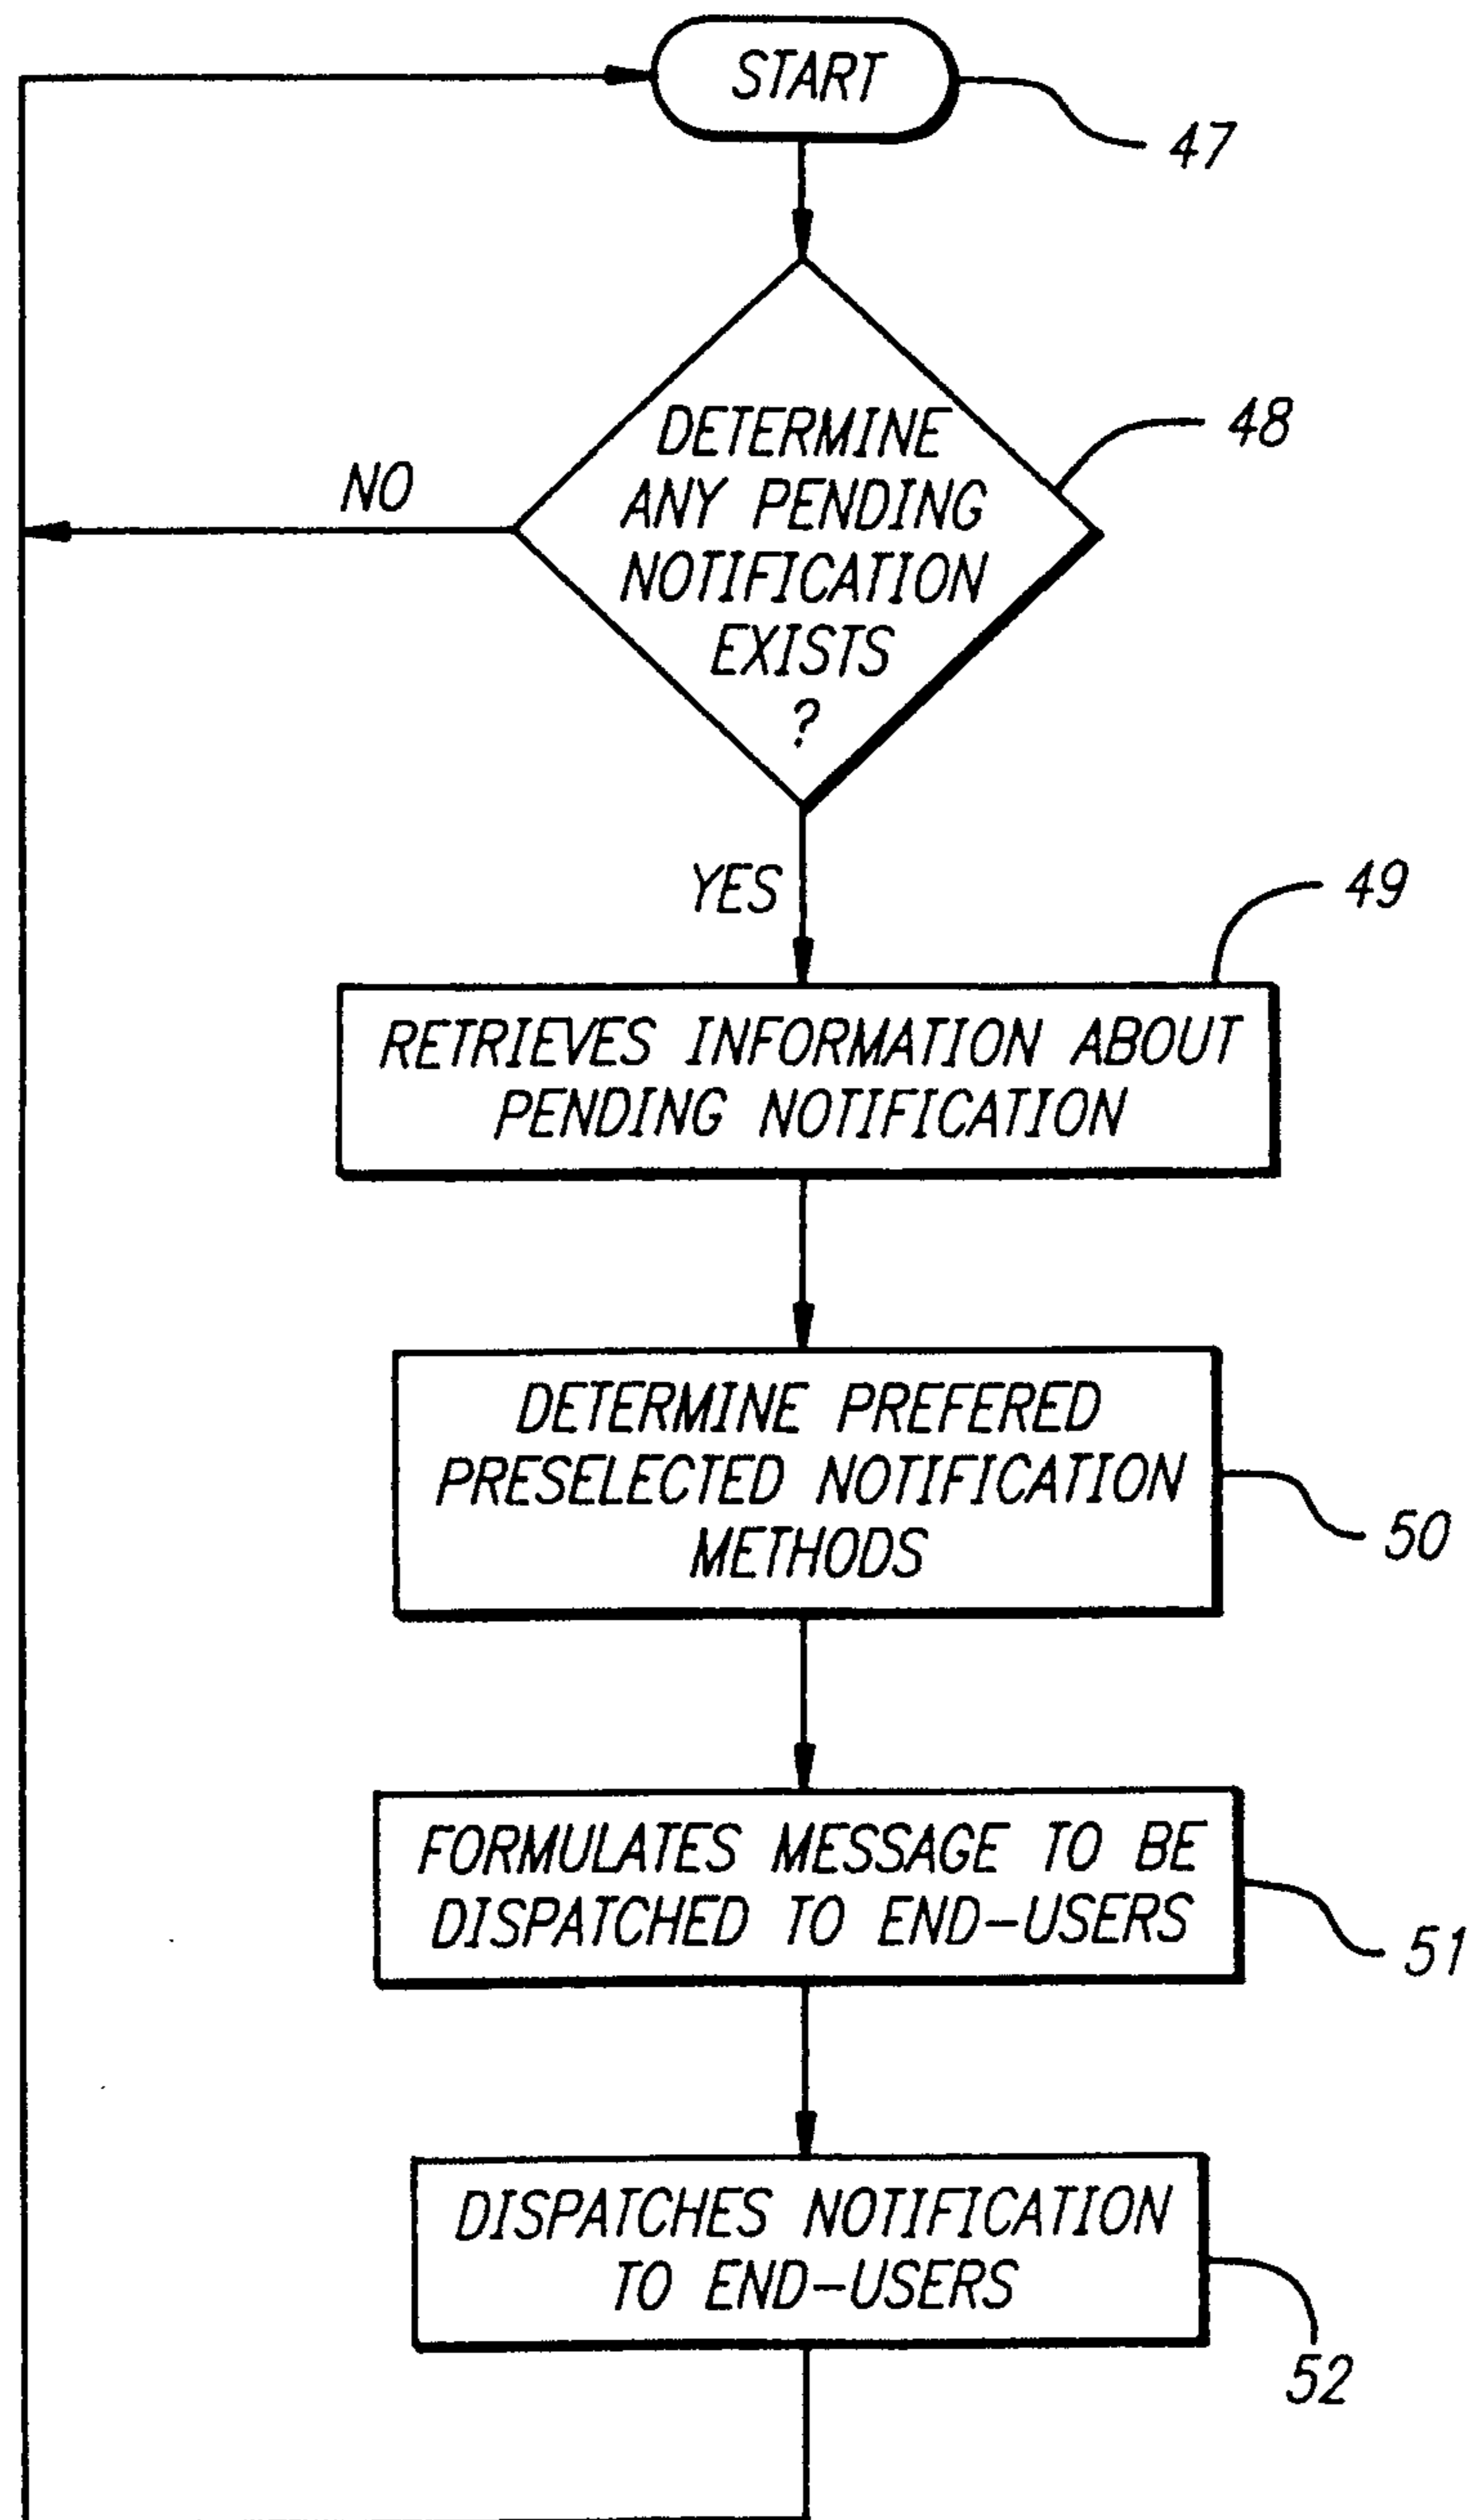 START
47
DETERMINE
ANY PENDING
NOTIFICATION
EXISTS
?
48
NO
YES
49
RETRIEVES INFORMATION ABOUT
PENDING NOTIFICATION
DETERMINE PREFERED
PRESELECTED NOTIFICATION
METHODS
50
FORMULATES MESSAGE TO BE
DISPATCHED TO END-USERS
51
DISPATCHES NOTIFICATION
TO END-USERS
52